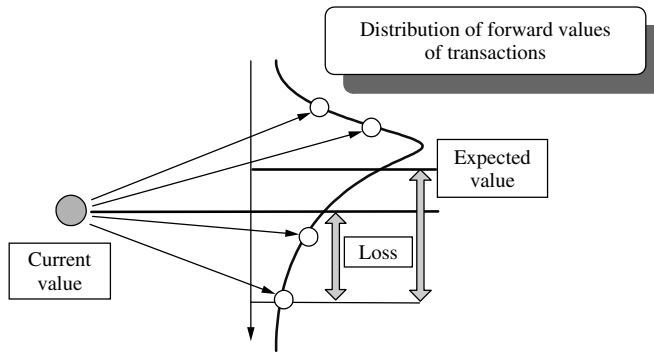 Distribution of forward values
of transactions
Expected
value
Loss
Current
value